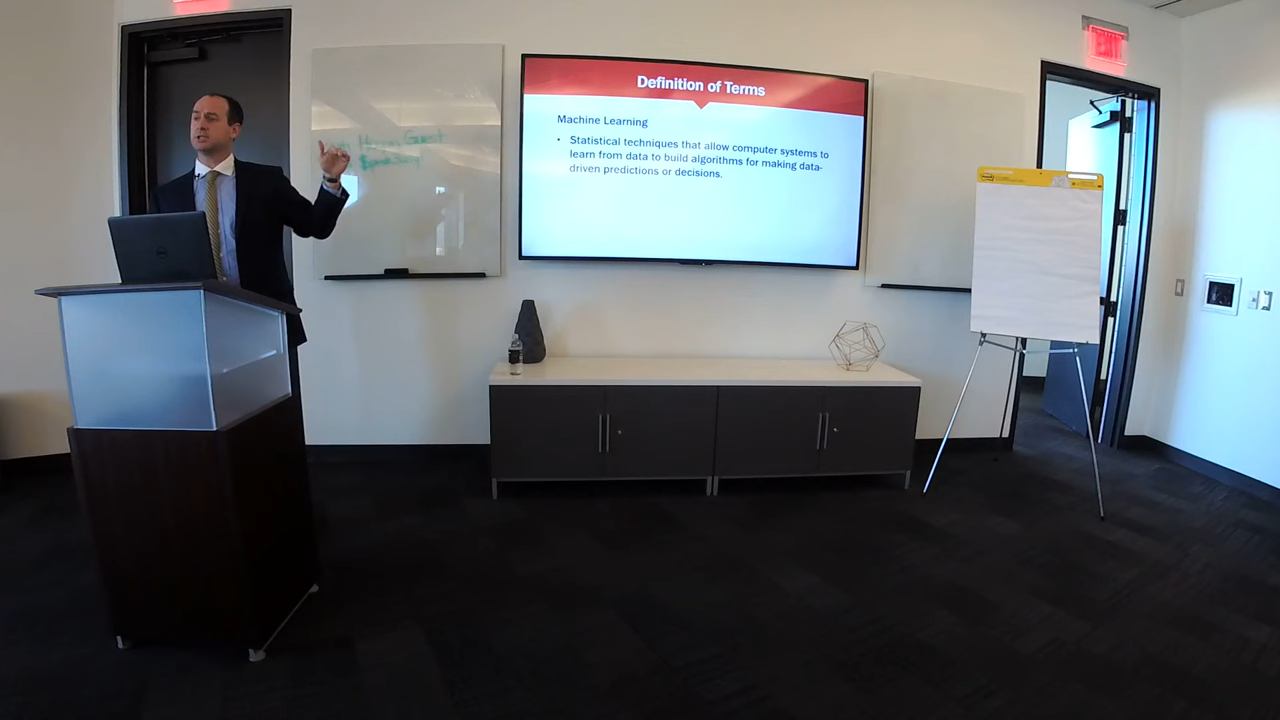 Definition of Terms
Machine Learning
• Statistical techniques that allow computer systems to
learn from data to build algorithms for making data-
driven predictions or decisions.
Guest